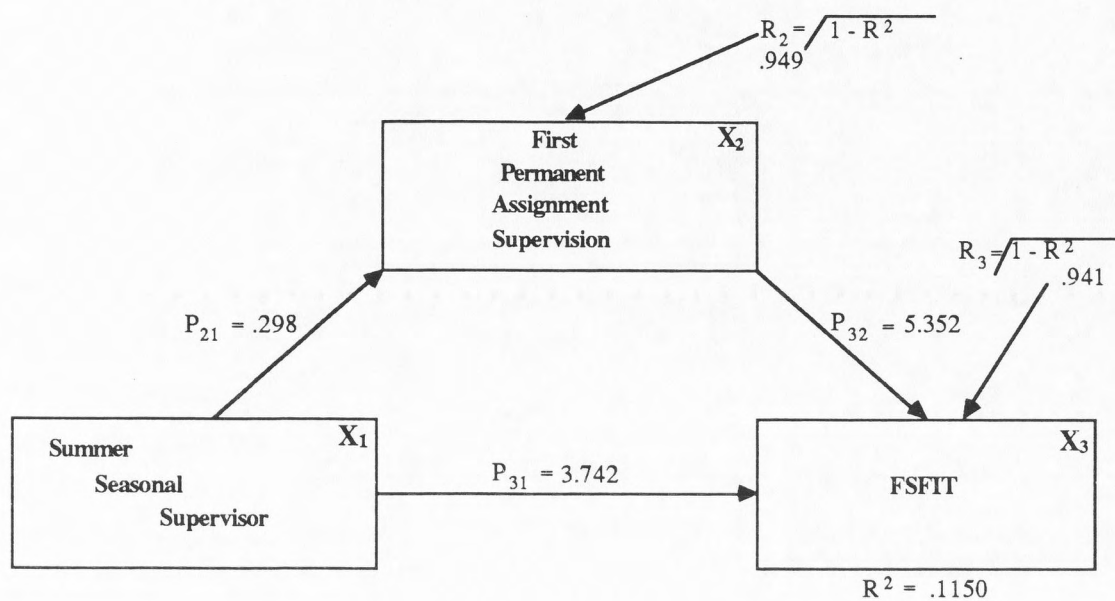 R₂ = √1 - R²
.949
First X₂
Permanent
Assignment
Supervision
R₃ = √1 - R²
.941
P₂₁ = .298
P₃₂ = 5.352
Summer X₁
Seasonal
Supervisor
P₃₁ = 3.742
X₃
FSFIT
R² = .1150